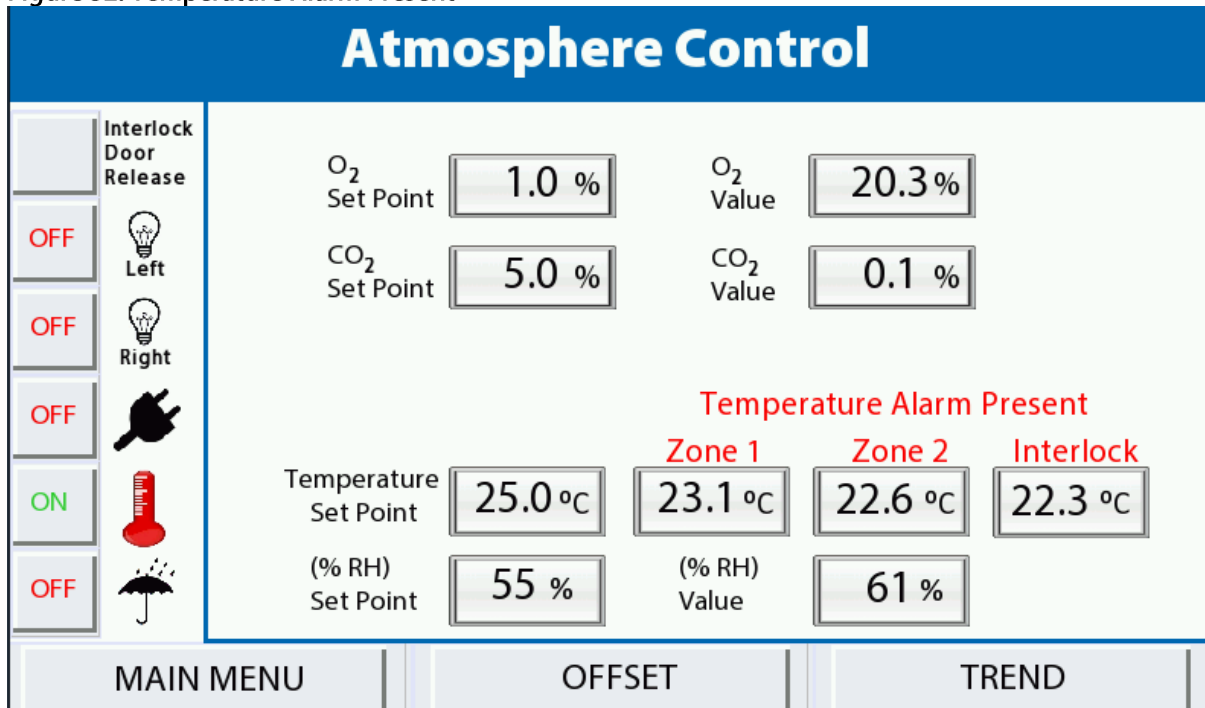 Atmosphere Control
Interlock
Door
Release
OFF
Left
OFF
Right
OFF
ON
OFF
O2
Set Point
1.0 %
O2
Value
20.3 %
CO2
Set Point
5.0 %
CO2
Value
0.1 %
Temperature Alarm Present
Zone 1
Zone 2
Interlock
Temperature
Set Point
25.0 ºC
23.1 ºC
22.6 ºC
22.3 ºC
(% RH)
Set Point
55 %
(% RH)
Value
61 %
MAIN MENU
OFFSET
TREND